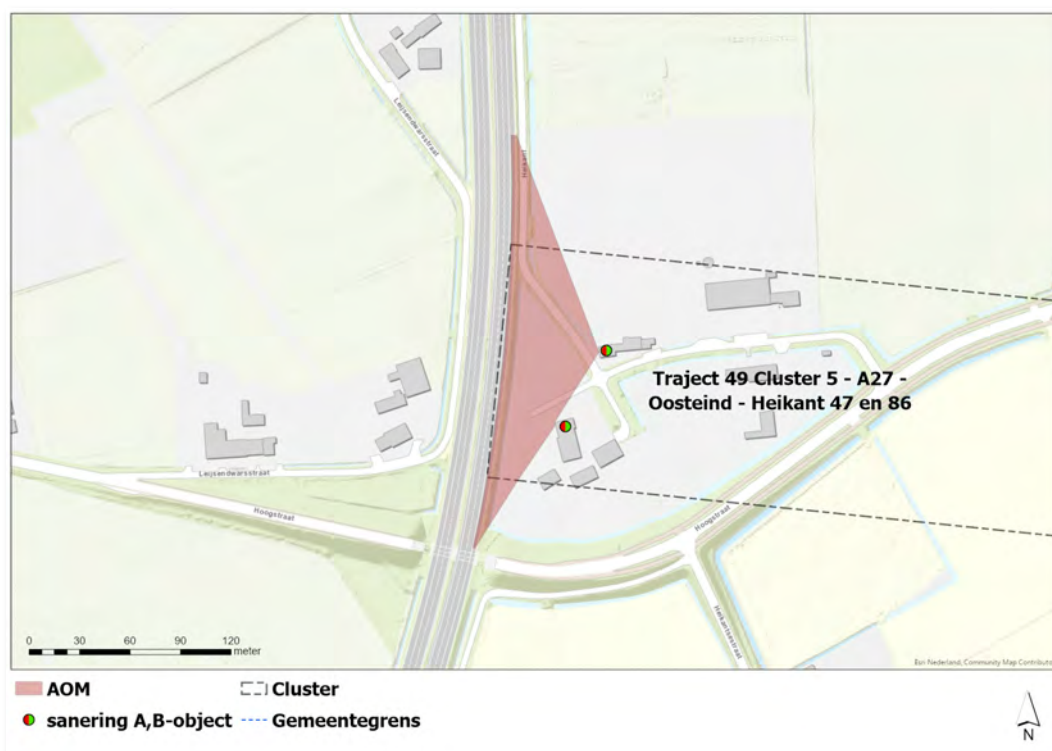 Leijsendwarsstraat
Heikant
Traject 49 Cluster 5 - A27 -
Oosteind - Heikant 47 en 86
Leijsendwarsstraat
Hoogstraat
Hoogstraat
Heikantsestraat
0 30 60 90 120
meter
Esri Nederland, Community Map Contributo
AOM
Cluster
sanering A,B-object
Gemeentegrens
N